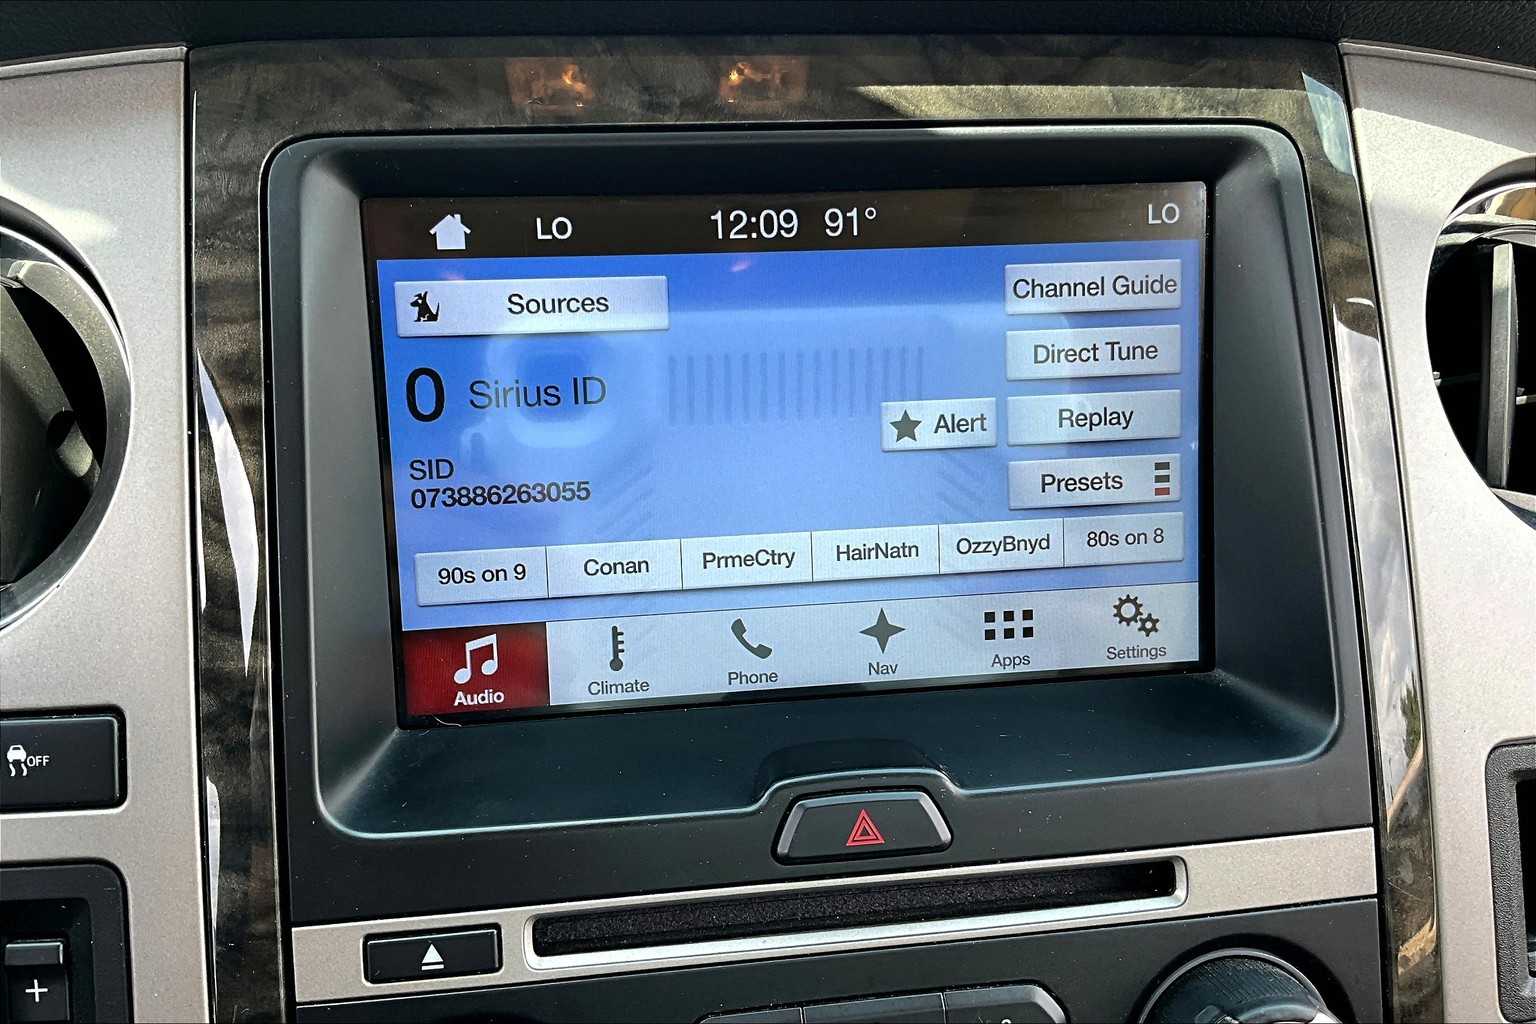 LO 12:09 91° LO
Sources
Channel Guide
0 Sirius ID
Direct Tune
Alert
Replay
SID
073886263055
Presets
90s on 9 Conan PrmeCtry HairNatn OzzyBnyd 80s on 8
Audio Climate Phone Nav Apps Settings
OFF
+